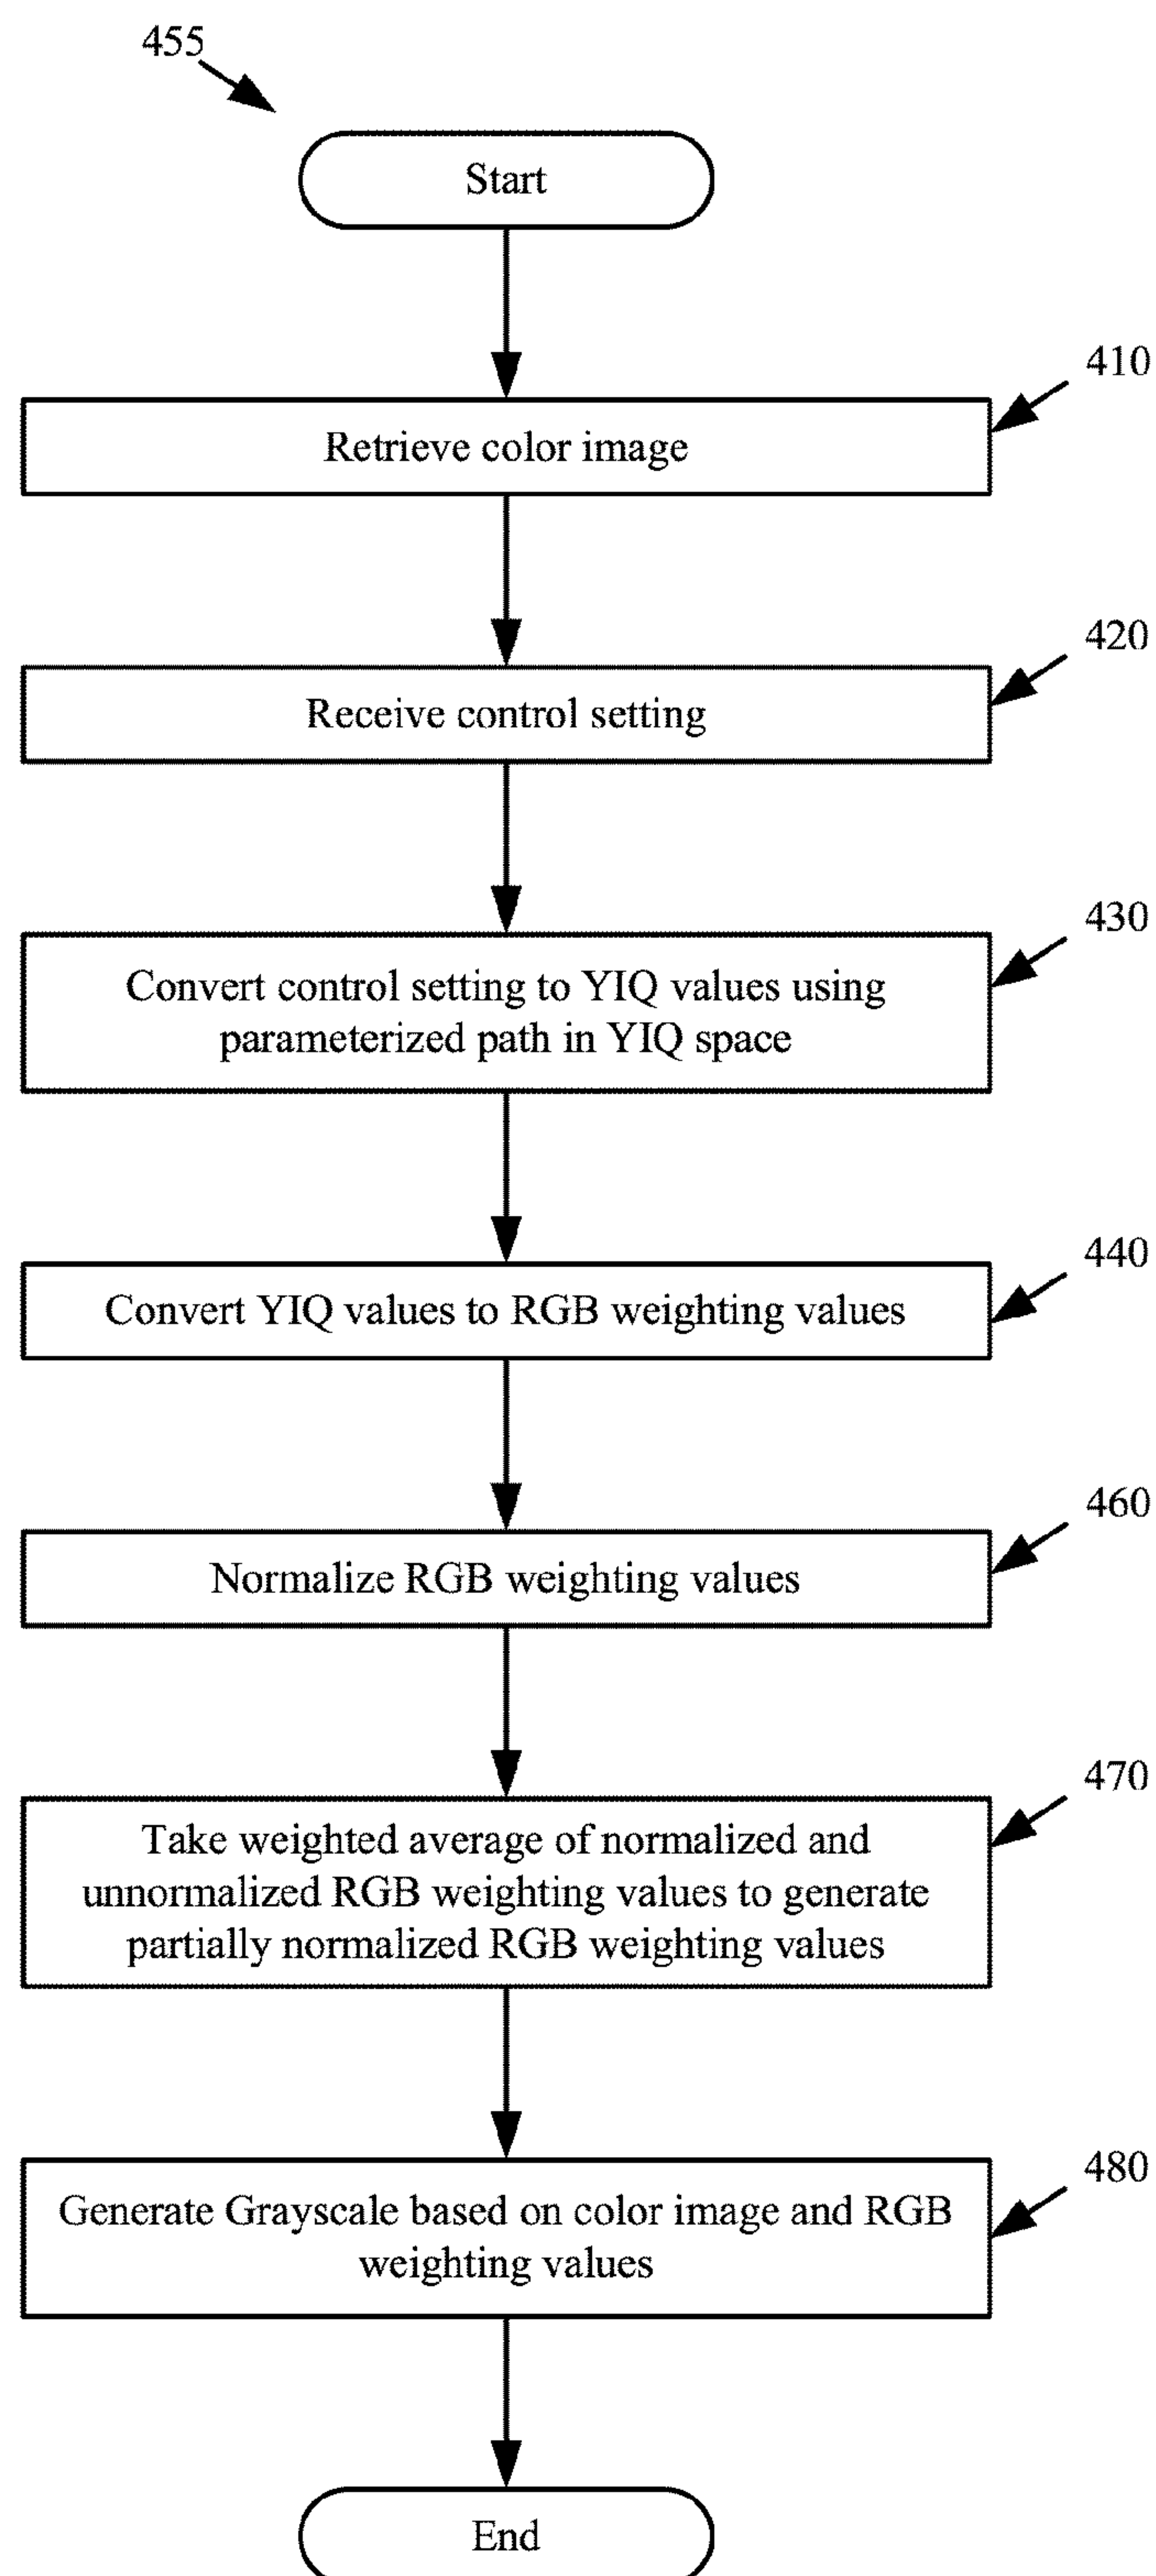 455
Start
410
Retrieve color image
420
Receive control setting
430
Convert control setting to YIQ values using
parameterized path in YIQ space
440
Convert YIQ values to RGB weighting values
460
Normalize RGB weighting values
470
Take weighted average of normalized and
unnormalized RGB weighting values to generate
partially normalized RGB weighting values
480
Generate Grayscale based on color image and RGB
weighting values
End